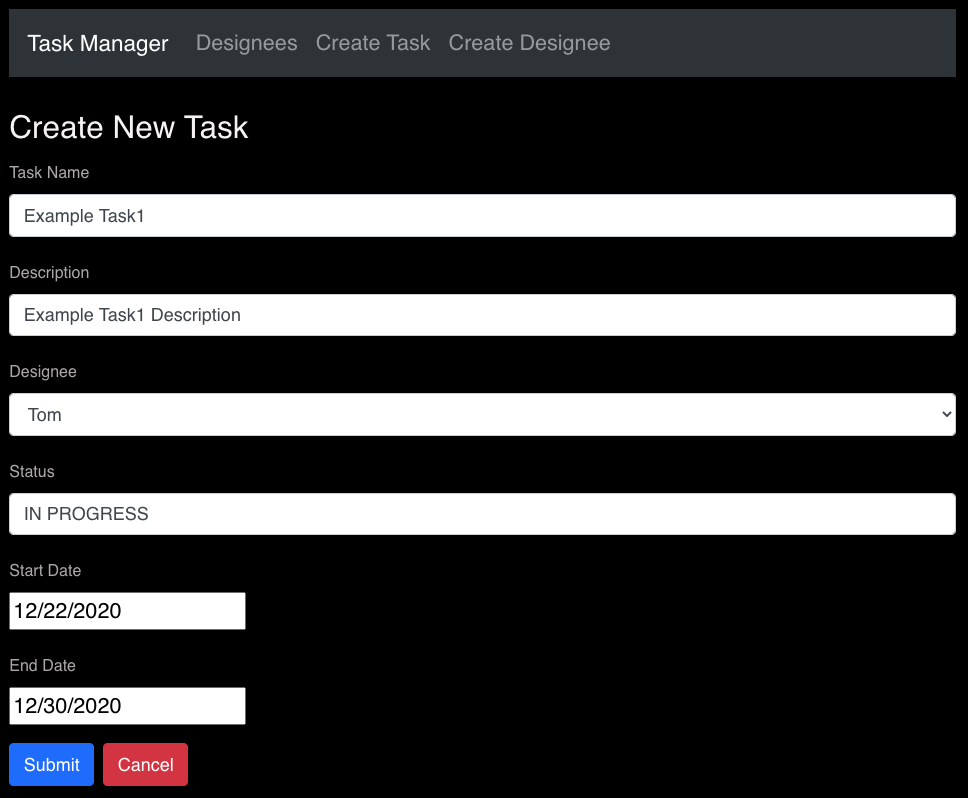 Task Manager Designees Create Task Create Designee
Create New Task
Task Name
Example Task1
Description
Example Task1 Description
Designee
Tom
Status
IN PROGRESS
Start Date
12/22/2020
End Date
12/30/2020
Submit Cancel